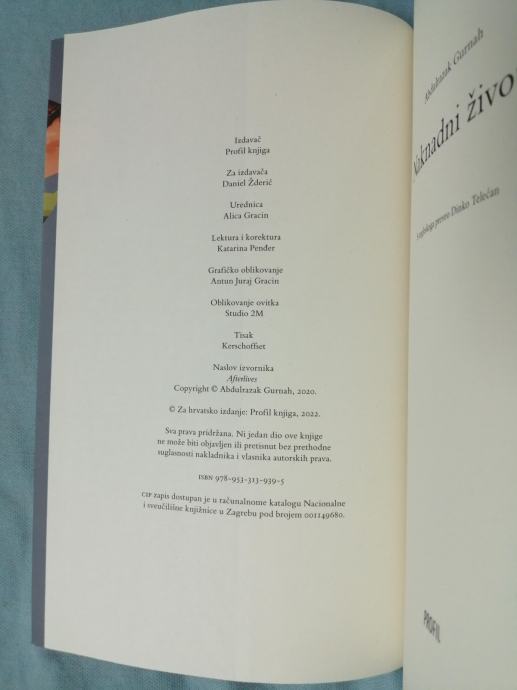 Izdavač
Profil knjiga
Za izdavača
Daniel Žderić
Urednica
Alica Gracin
Lektura i korektura
Katarina Penđer
Grafičko oblikovanje
Antun Juraj Gracin
Oblikovanje ovitka
Studio 2M
Tisak
Kerschoffset
Naslov izvornika
Afterlives
Copyright © Abdulrazak Gurnah, 2020.
© Za hrvatsko izdanje: Profil knjiga, 2022.
Sva prava pridržana. Ni jedan dio ove knjige
ne može biti objavljen ili pretisnut bez prethodne
suglasnosti nakladnika i vlasnika autorskih prava.
ISBN 978-953-313-939-5
CIP zapis dostupan je u računalnome katalogu Nacionalne
i sveučilišne knjižnice u Zagrebu pod brojem 001149680.
Abdulrazak Gurnah
Naknadni živo
S engleskoga preveo Dinko Telećan
PROFIL